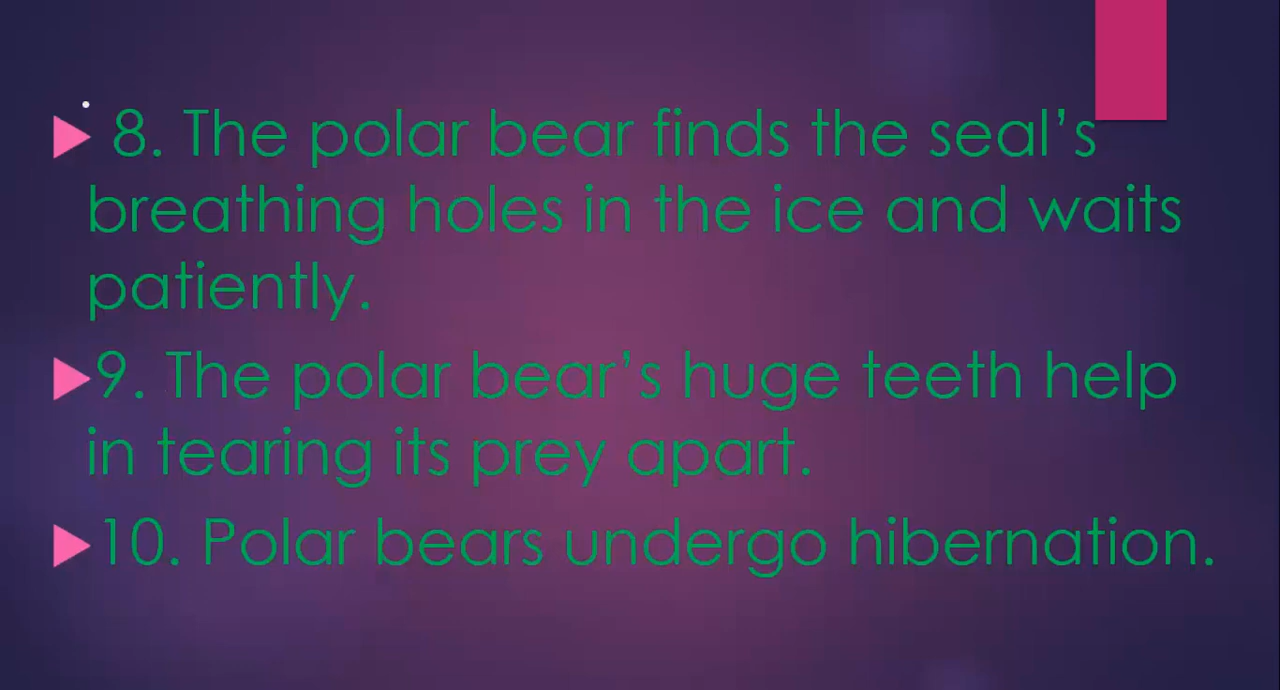 8. The polar bear finds the seal’s
breathing holes in the ice and waits
patiently.
9. The polar bear’s huge teeth help
in tearing its prey apart.
10. Polar bears undergo hibernation.